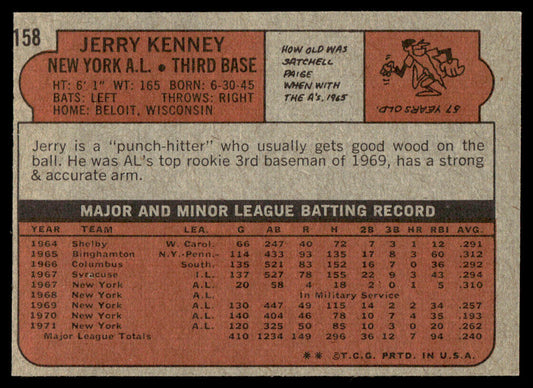 158
JERRY KENNEY
NEW YORK A.L. • THIRD BASE
HT: 6' 1" WT: 165 BORN: 6-30-45
BATS: LEFT THROWS: RIGHT
HOME: BELOIT, WISCONSIN
HOW OLD WAS
SATCHELL
PAIGE
WHEN WITH
THE A's, 1965
57 YEARS OLD
Jerry is a "punch-hitter" who usually gets good wood on the
ball. He was AL's top rookie 3rd baseman of 1969, has a strong
& accurate arm.
MAJOR AND MINOR LEAGUE BATTING RECORD
YEAR TEAM LEA. G AB R H 2B 3B HR RBI AVG.
1964 Shelby W. Carol. 66 247 40 72 7 3 1 12 .291
1965 Binghamton N.Y.-Penn. 114 433 93 135 17 8 3 60 .312
1966 Columbus South. 135 521 83 152 16 7 0 36 .292
1967 Syracuse I.L. 137 527 78 155 22 9 3 43 .294
1967 New York A.L. 20 58 4 18 2 0 1 5 .310
1968 New York A.L. In Military Service
1969 New York A.L. 130 447 49 115 14 2 2 34 .257
1970 New York A.L. 140 404 46 78 10 7 4 35 .193
1971 New York A.L. 120 325 50 85 10 3 0 20 .262
Major League Totals 410 1234 149 296 36 12 7 94 .240
** ©T.C.G. PRTD. IN U.S.A.